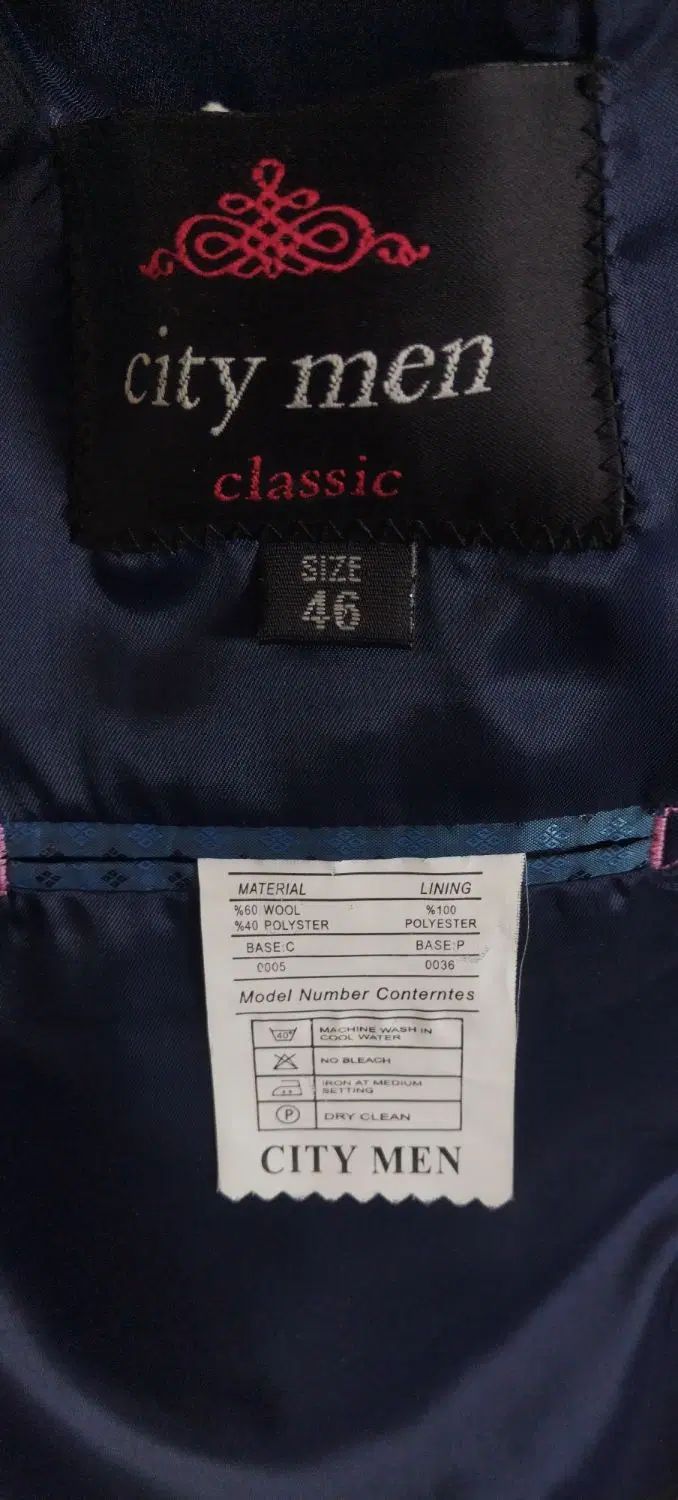 city men
classic
SIZE
46
MATERIAL LINING
%60 WOOL %100
%40 POLYSTER POLYESTER
BASE:C BASE:P
0005 0036
Model Number Conterntes
40° MACHINE WASH IN
COOL WATER
NO BLEACH
IRON AT MEDIUM
SETTING
P DRY CLEAN
CITY MEN